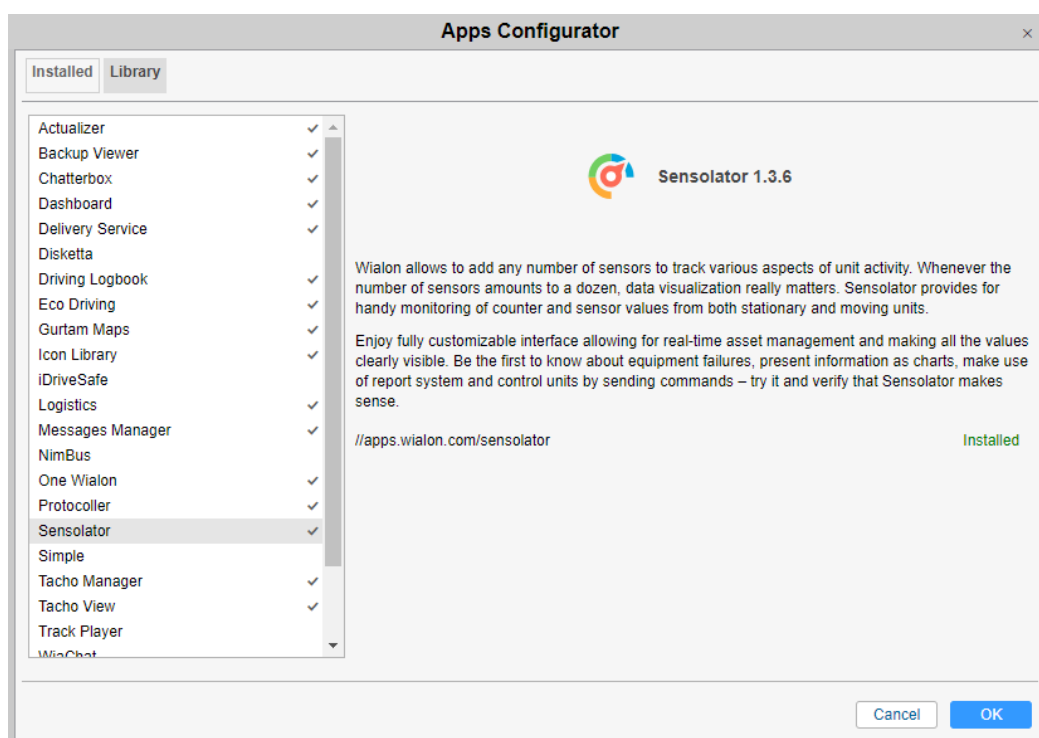 Apps Configurator
×
Installed
Library
Actualizer
Backup Viewer
Chatterbox
Dashboard
Delivery Service
Disketta
Driving Logbook
Eco Driving
Gurtam Maps
Icon Library
iDriveSafe
Logistics
Messages Manager
NimBus
One Wialon
Protocoller
Sensolator
Simple
Tacho Manager
Tacho View
Track Player
WiaChat
Sensolator 1.3.6
Wialon allows to add any number of sensors to track various aspects of unit activity. Whenever the
number of sensors amounts to a dozen, data visualization really matters. Sensolator provides for
handy monitoring of counter and sensor values from both stationary and moving units.
Enjoy fully customizable interface allowing for real-time asset management and making all the values
clearly visible. Be the first to know about equipment failures, present information as charts, make use
of report system and control units by sending commands – try it and verify that Sensolator makes
sense.
//apps.wialon.com/sensolator Installed
Cancel
OK